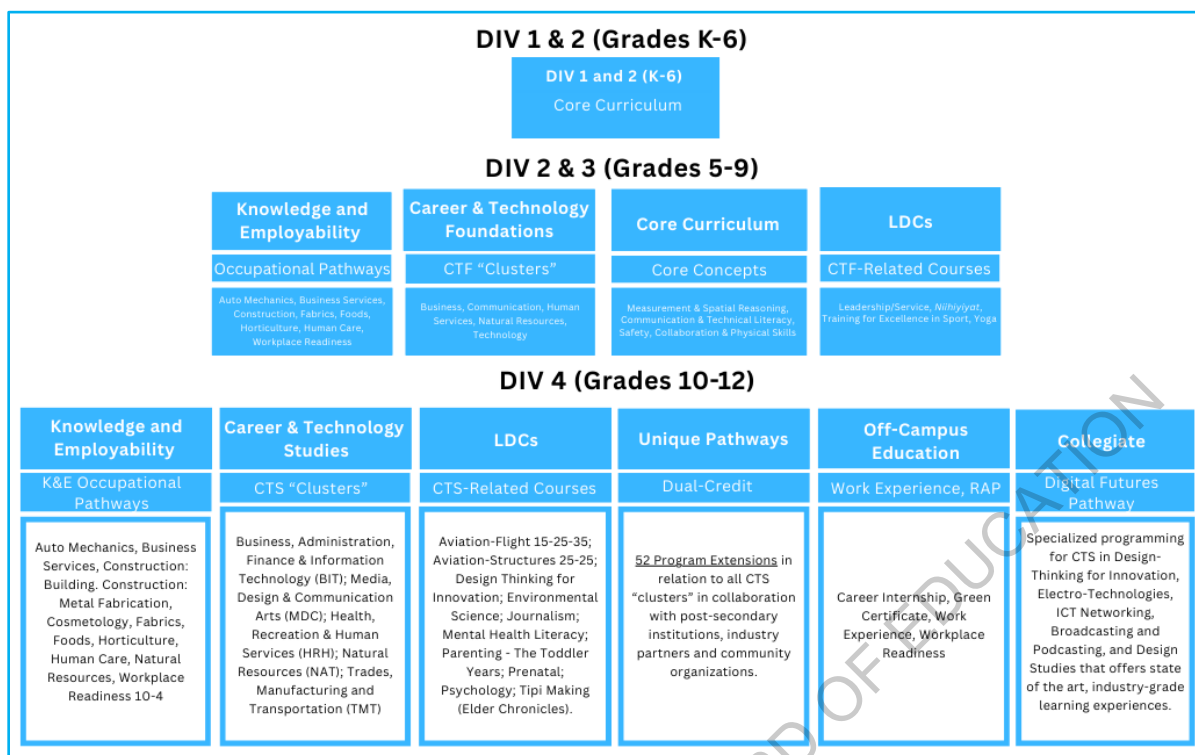 DIV 1 & 2 (Grades K-6)
DIV 1 and 2 (K-6)
Core Curriculum
DIV 2 & 3 (Grades 5-9)
Knowledge and
Employability
Occupational Pathways
Auto Mechanics, Business Services,
Construction, Fabrics, Foods,
Horticulture, Human Care,
Workplace Readiness
Career & Technology
Foundations
CTF “Clusters”
Business, Communication, Human
Services, Natural Resources,
Technology
Core Curriculum
Core Concepts
Measurement & Spatial Reasoning,
Communication & Technical Literacy,
Safety, Collaboration & Physical Skills
LDCs
CTF-Related Courses
Leadership/Service, Niihiyiyat,
Training for Excellence in Sport, Yoga
DIV 4 (Grades 10-12)
Knowledge and
Employability
K&E Occupational
Pathways
Auto Mechanics, Business
Services, Construction:
Building. Construction:
Metal Fabrication,
Cosmetology, Fabrics,
Foods, Horticulture,
Human Care, Natural
Resources, Workplace
Readiness 10-4
Career & Technology
Studies
CTS “Clusters”
Business, Administration,
Finance & Information
Technology (BIT); Media,
Design & Communication
Arts (MDC); Health,
Recreation & Human
Services (HRH); Natural
Resources (NAT); Trades,
Manufacturing and
Transportation (TMT)
LDCs
CTS-Related Courses
Aviation-Flight 15-25-35;
Aviation-Structures 25-25;
Design Thinking for
Innovation; Environmental
Science; Journalism;
Mental Health Literacy;
Parenting - The Toddler
Years; Prenatal;
Psychology; Tipi Making
(Elder Chronicles).
Unique Pathways
Dual-Credit
52 Program Extensions in
relation to all CTS
“clusters” in collaboration
with post-secondary
institutions, industry
partners and community
organizations.
Off-Campus
Education
Work Experience, RAP
Career Internship, Green
Certificate, Work
Experience, Workplace
Readiness
Collegiate
Digital Futures
Pathway
Specialized programming
for CTS in Design-
Thinking for Innovation,
Electro-Technologies,
ICT Networking,
Broadcasting and
Podcasting, and Design
Studies that offers state
of the art, industry-grade
learning experiences.
OF EDUCATION